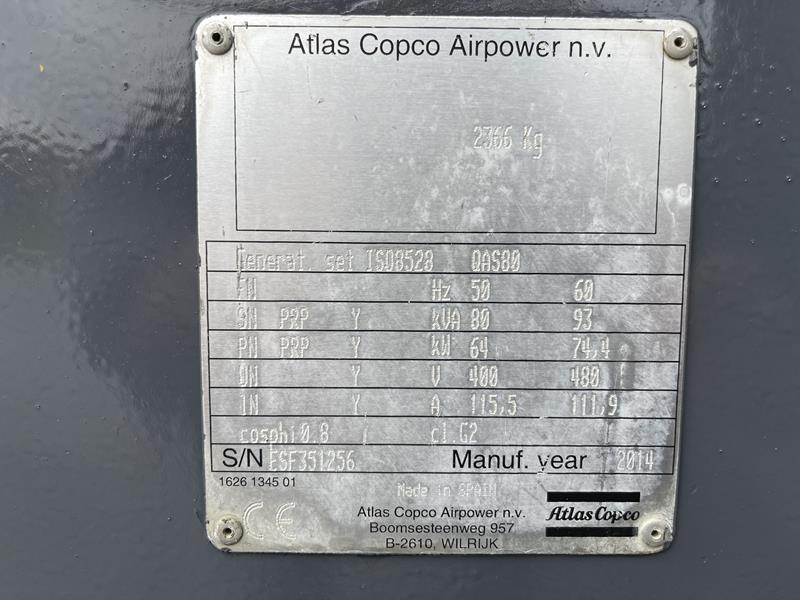 Atlas Copco Airpower n.v.
2366 Kg
Generat. set ISO8528 QAS80
FN Hz 50 60
SN PRP Y kVA 80 93
PN PRP Y kW 64 74,4
UN Y V 400 480
IN Y A 115,5 111,9
cosphi 0.8 cl.G2
S/N ESF351256 Manuf. year 2014
1626 1345 01
Made in SPAIN
CE
Atlas Copco Airpower n.v.
Boomsesteenweg 957
B-2610, WILRIJK
Atlas Copco